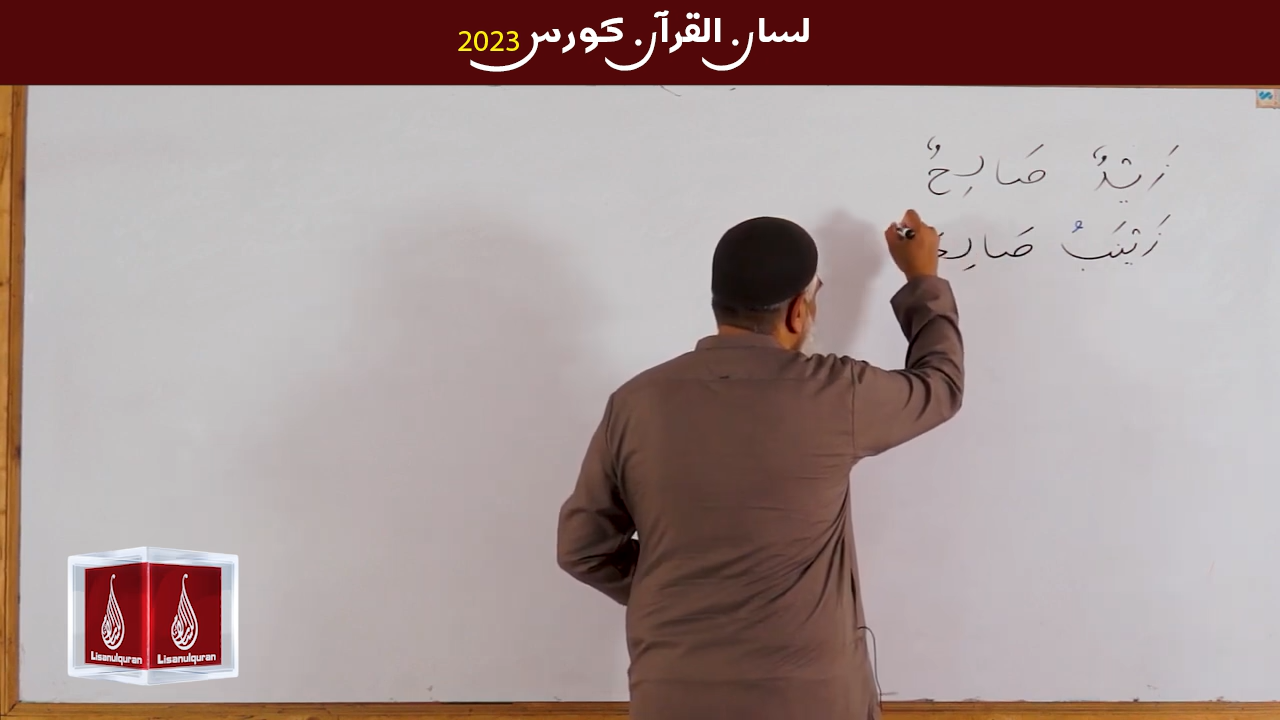 لسان القرآن کورس 2023
زَيْدٌ صَالِحٌ
زَيْنَبُ صَالِحَ
Lisanulquran Lisanulquran